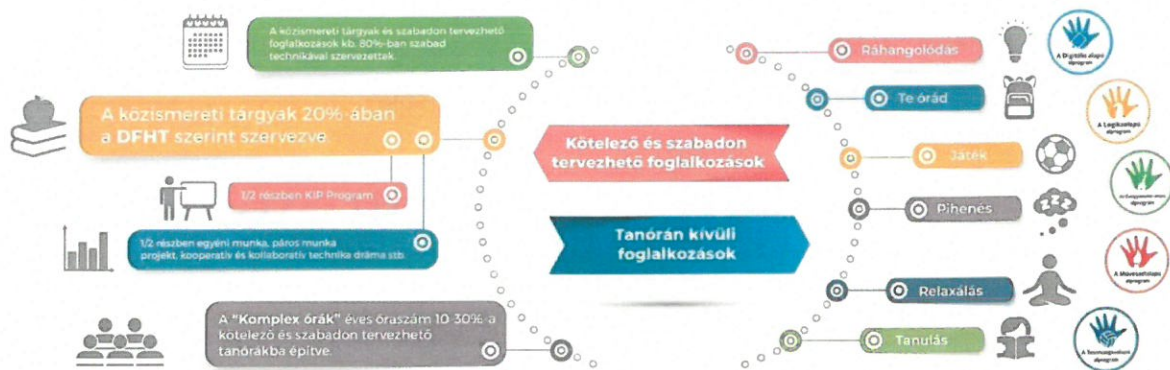 A közismereti tárgyak és szabadon tervezhető
foglalkozások kb. 80%-ban szabad
technikával szervezettek.
A közismereti tárgyak 20%-ában
a DFHT szerint szervezve.
1/2 részben KIP Program
1/2 részben egyéni munka, páros munka
projekt, kooperatív és kollaboratív technika dráma stb.
A "Komplex órák" éves óraszám 10-30%-a
kötelező és szabadon tervezhető
tanórákba építve.
Kötelező és szabadon
tervezhető foglalkozások
Tanórán kívüli
foglalkozások
Ráhangolódás
Te órád
Játék
Pihenés
Relaxálás
Tanulás
A Digitális alapú
alprogram
A Logikaalapú
alprogram
alprogram
A Művészetalapú
alprogram
alprogram